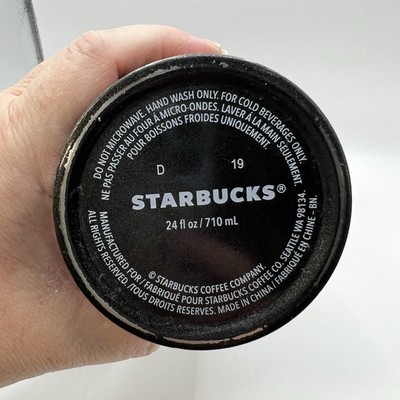 DO NOT MICROWAVE. HAND WASH ONLY. FOR COLD BEVERAGES ONLY.
NE PAS PASSER AU FOUR À MICRO-ONDES. LAVER À LA MAIN SEULEMENT.
POUR BOISSONS FROIDES UNIQUEMENT
D 19
STARBUCKS®
24 fl oz / 710 mL
© STARBUCKS COFFEE COMPANY.
MANUFACTURED FOR / FABRIQUÉ POUR STARBUCKS COFFEE CO. SEATTLE WA 98134.
ALL RIGHTS RESERVED. /TOUS DROITS RESERVÉS. MADE IN CHINA / FABRIQUÉ EN CHINE - BN.